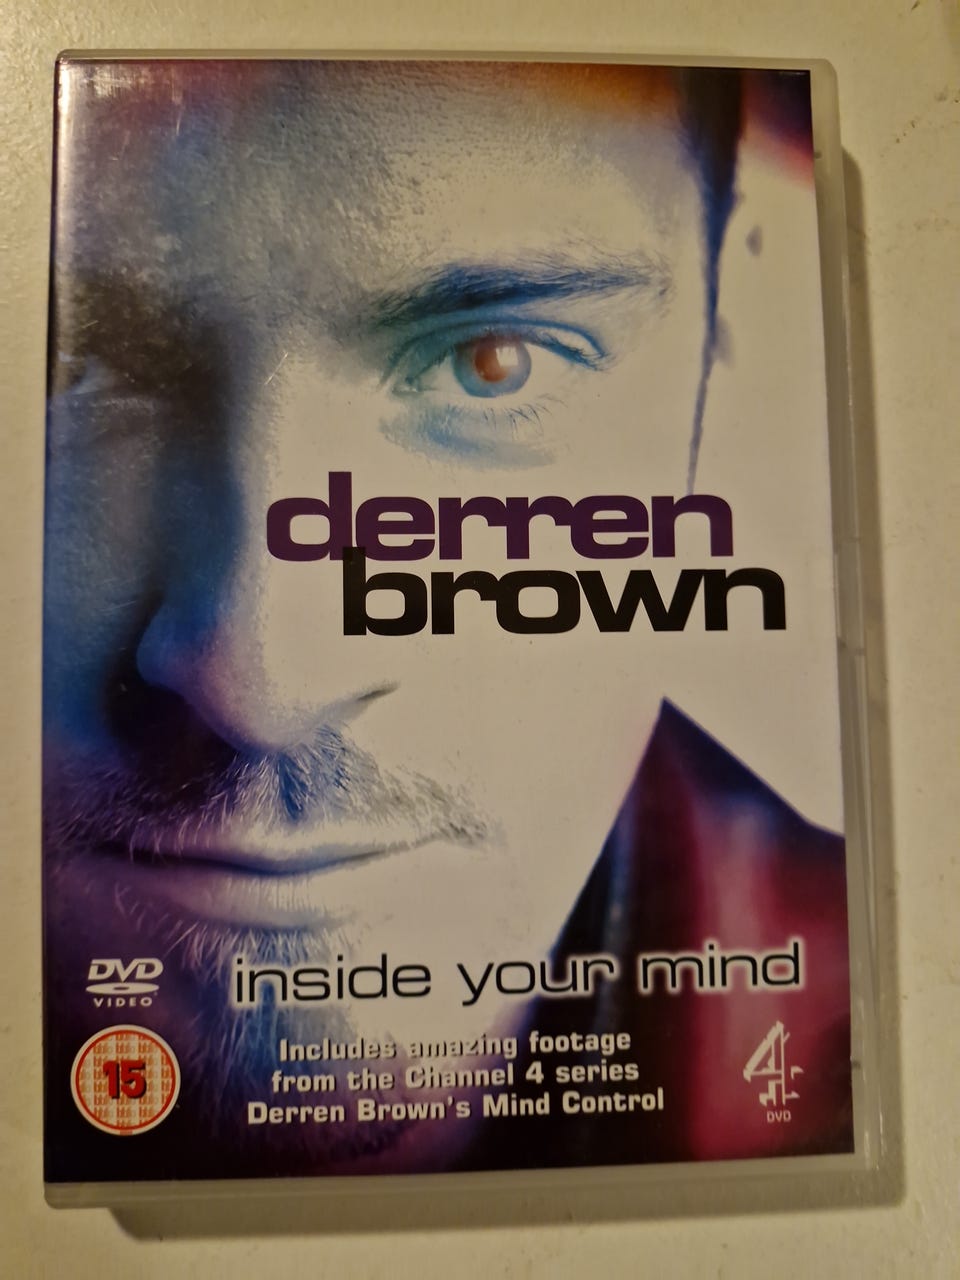 derren
brown
inside your mind
DVD
VIDEO
15
Includes amazing footage
from the Channel 4 series
Derren Brown's Mind Control
4
DVD